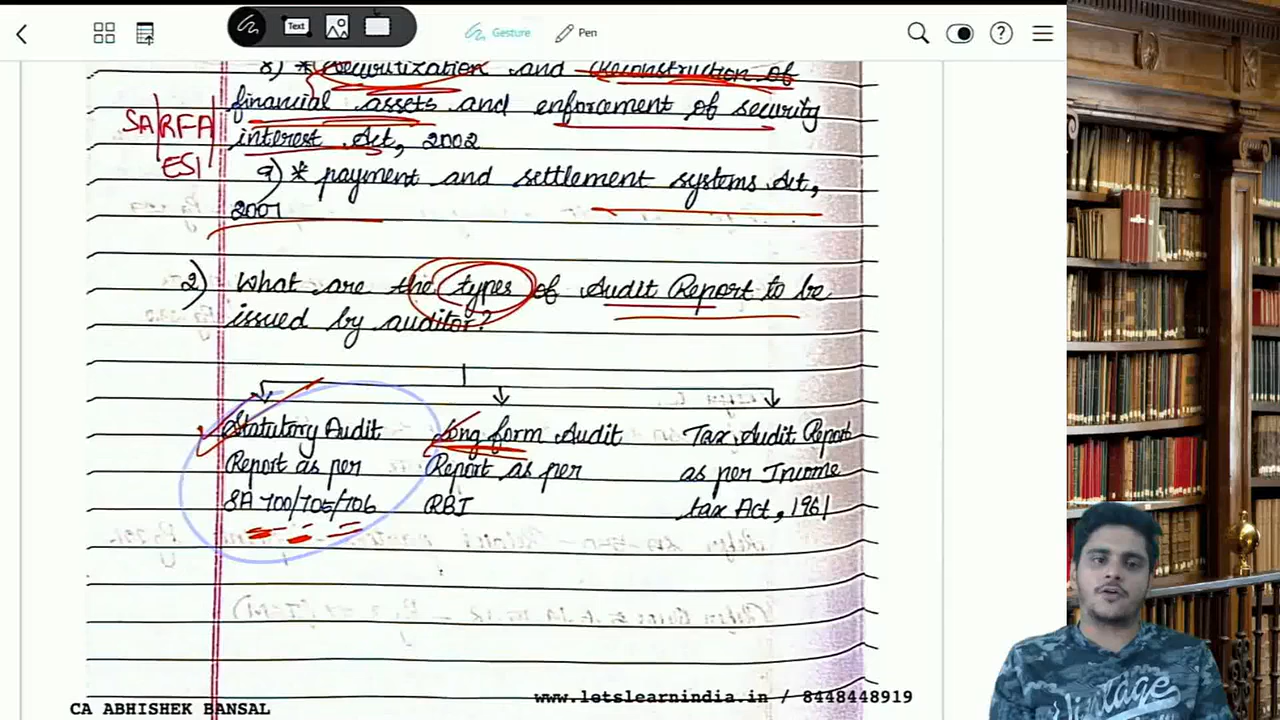 Text
Gesture
Pen
8) * Securitization and Reconstruction of
financial assets and enforcement of security
interest Act, 2002
SARFA
ESI
9) * payment and settlement systems Act,
2007
2) What are the types of Audit Report to be
issued by auditor?
Statutory Audit
Report as per
SA 700/705/706
Long form Audit
Report as per
RBI
Tax Audit Report
as per Income
tax Act, 1961
www.letslearnindia.in / 8448448919
CA ABHISHEK BANSAL
Vintage